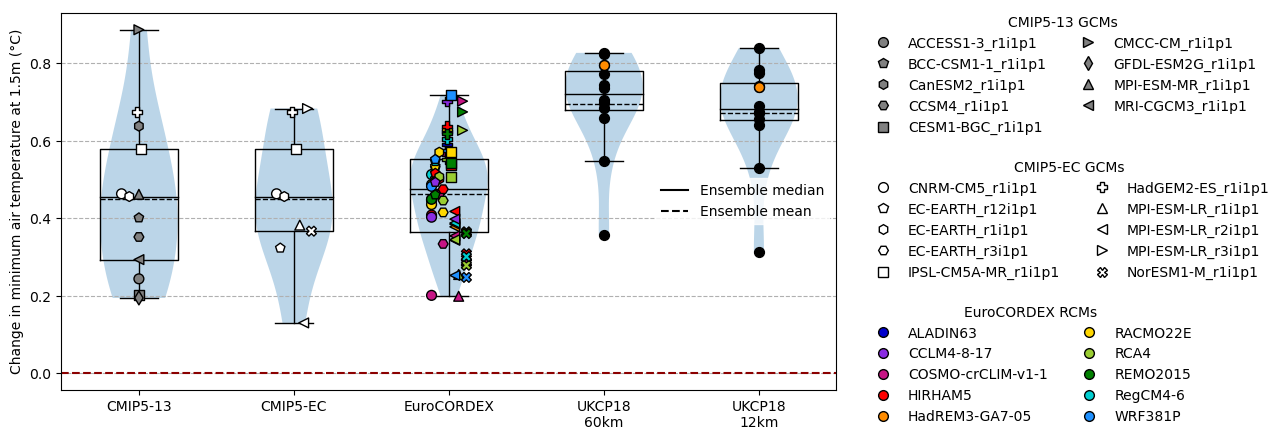 Change in minimum air temperature at 1.5m (°C)
0.8
0.6
0.4
0.2
0.0
CMIP5-13
CMIP5-EC
EuroCORDEX
UKCP18
60km
UKCP18
12km
Ensemble median
Ensemble mean
CMIP5-13 GCMs
ACCESS1-3_r1i1p1
BCC-CSM1-1_r1i1p1
CanESM2_r1i1p1
CCSM4_r1i1p1
CESM1-BGC_r1i1p1
CMCC-CM_r1i1p1
GFDL-ESM2G_r1i1p1
MPI-ESM-MR_r1i1p1
MRI-CGCM3_r1i1p1
CMIP5-EC GCMs
CNRM-CM5_r1i1p1
EC-EARTH_r12i1p1
EC-EARTH_r1i1p1
EC-EARTH_r3i1p1
IPSL-CM5A-MR_r1i1p1
HadGEM2-ES_r1i1p1
MPI-ESM-LR_r1i1p1
MPI-ESM-LR_r2i1p1
MPI-ESM-LR_r3i1p1
NorESM1-M_r1i1p1
EuroCORDEX RCMs
ALADIN63
CCLM4-8-17
COSMO-crCLIM-v1-1
HIRHAM5
HadREM3-GA7-05
RACMO22E
RCA4
REMO2015
RegCM4-6
WRF381P